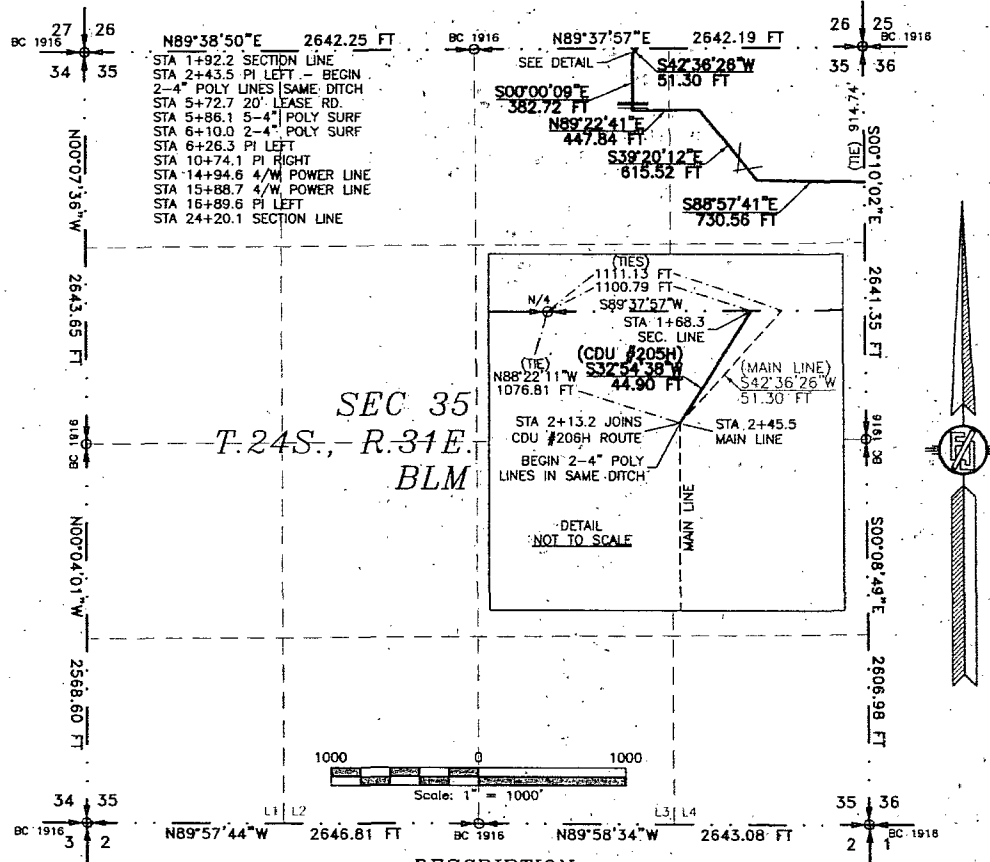 27 26
BC 1916
34 35
N89°38'50"E 2642.25 FT
BC 1916
N89°37'57"E 2642.19 FT
26 25
BC 1916
35 36
STA 1+92.2 SECTION LINE
STA 2+43.5 PI LEFT - BEGIN
2-4" POLY LINES SAME DITCH
STA 5+72.7 20' LEASE RD.
STA 5+86.1 5-4" POLY SURF
STA 6+10.0 2-4" POLY SURF
STA 6+26.3 PI LEFT
STA 10+74.1 PI RIGHT
STA 14+94.6 4/W POWER LINE
STA 15+88.7 4/W POWER LINE
STA 16+89.6 PI LEFT
STA 24+20.1 SECTION LINE
SEE DETAIL
S42°36'26"W
51.30 FT
S00°00'09"E
382.72 FT
N89°22'41"E
447.84 FT
S39°20'12"E
615.52 FT
S88°57'41"E
730.56 FT
(TIE) 914.74'
S00°10'02"E
2641.35 FT
N00°07'36"W
2643.65 FT
(TIES)
1111.13 FT
1100.79 FT
N/4
S89°37'57"W
STA 1+68.3
SEC. LINE
(CDU #205H)
S32°54'38"W
44.90 FT
(MAIN LINE)
S42°36'26"W
51.30 FT
(TIE)
N88°22'11"W
1076.81 FT
STA 2+13.2 JOINS
CDU #206H ROUTE
STA 2+45.5
MAIN LINE
BEGIN 2-4" POLY
LINES IN SAME DITCH
MAIN LINE
DETAIL
NOT TO SCALE
SEC 35
T.24S., R.31E.
BLM
BC 1916
BC 1916
N00°04'01"W
2568.60 FT
S00°08'49"E
2606.98 FT
1000 0 1000
Scale: 1" = 1000'
L1 L2
L3 L4
34 35
BC 1916
3 2
N89°57'44"W 2646.81 FT
BC 1916
N89°58'34"W 2643.08 FT
35 36
BC 1916
2 1
DESCRIPTION